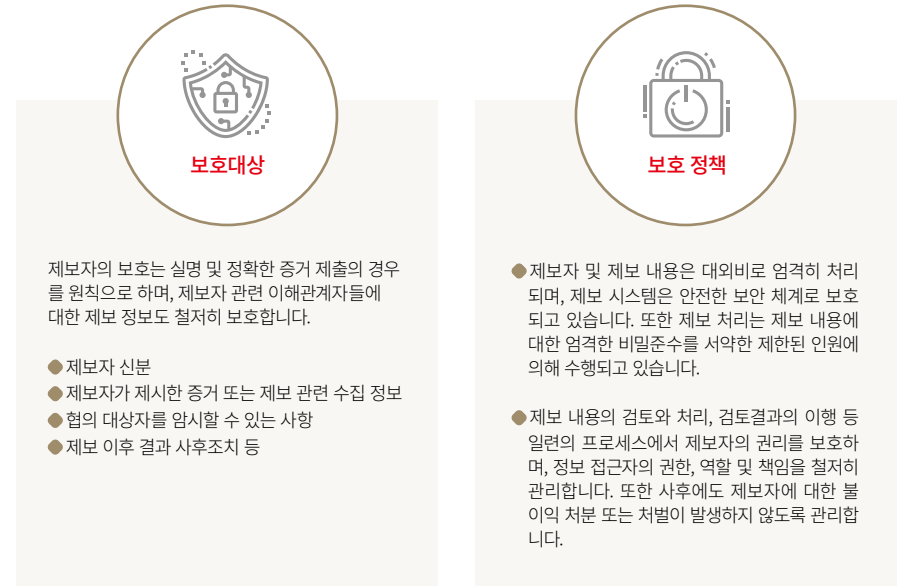 보호대상
제보자의 보호는 실명 및 정확한 증거 제출의 경우
를 원칙으로 하며, 제보자 관련 이해관계자들에
대한 제보 정보도 철저히 보호합니다.
제보자 신분
제보자가 제시한 증거 또는 제보 관련 수집 정보
협의 대상자를 암시할 수 있는 사항
제보 이후 결과 사후조치 등
보호 정책
제보자 및 제보 내용은 대외비로 엄격히 처리
되며, 제보 시스템은 안전한 보안 체계로 보호
되고 있습니다. 또한 제보 처리는 제보 내용에
대한 엄격한 비밀준수를 서약한 제한된 인원에
의해 수행되고 있습니다.
제보 내용의 검토와 처리, 검토결과의 이행 등
일련의 프로세스에서 제보자의 권리를 보호하
며, 정보 접근자의 권한, 역할 및 책임을 철저히
관리합니다. 또한 사후에도 제보자에 대한 불
이익 처분 또는 처벌이 발생하지 않도록 관리합
니다.